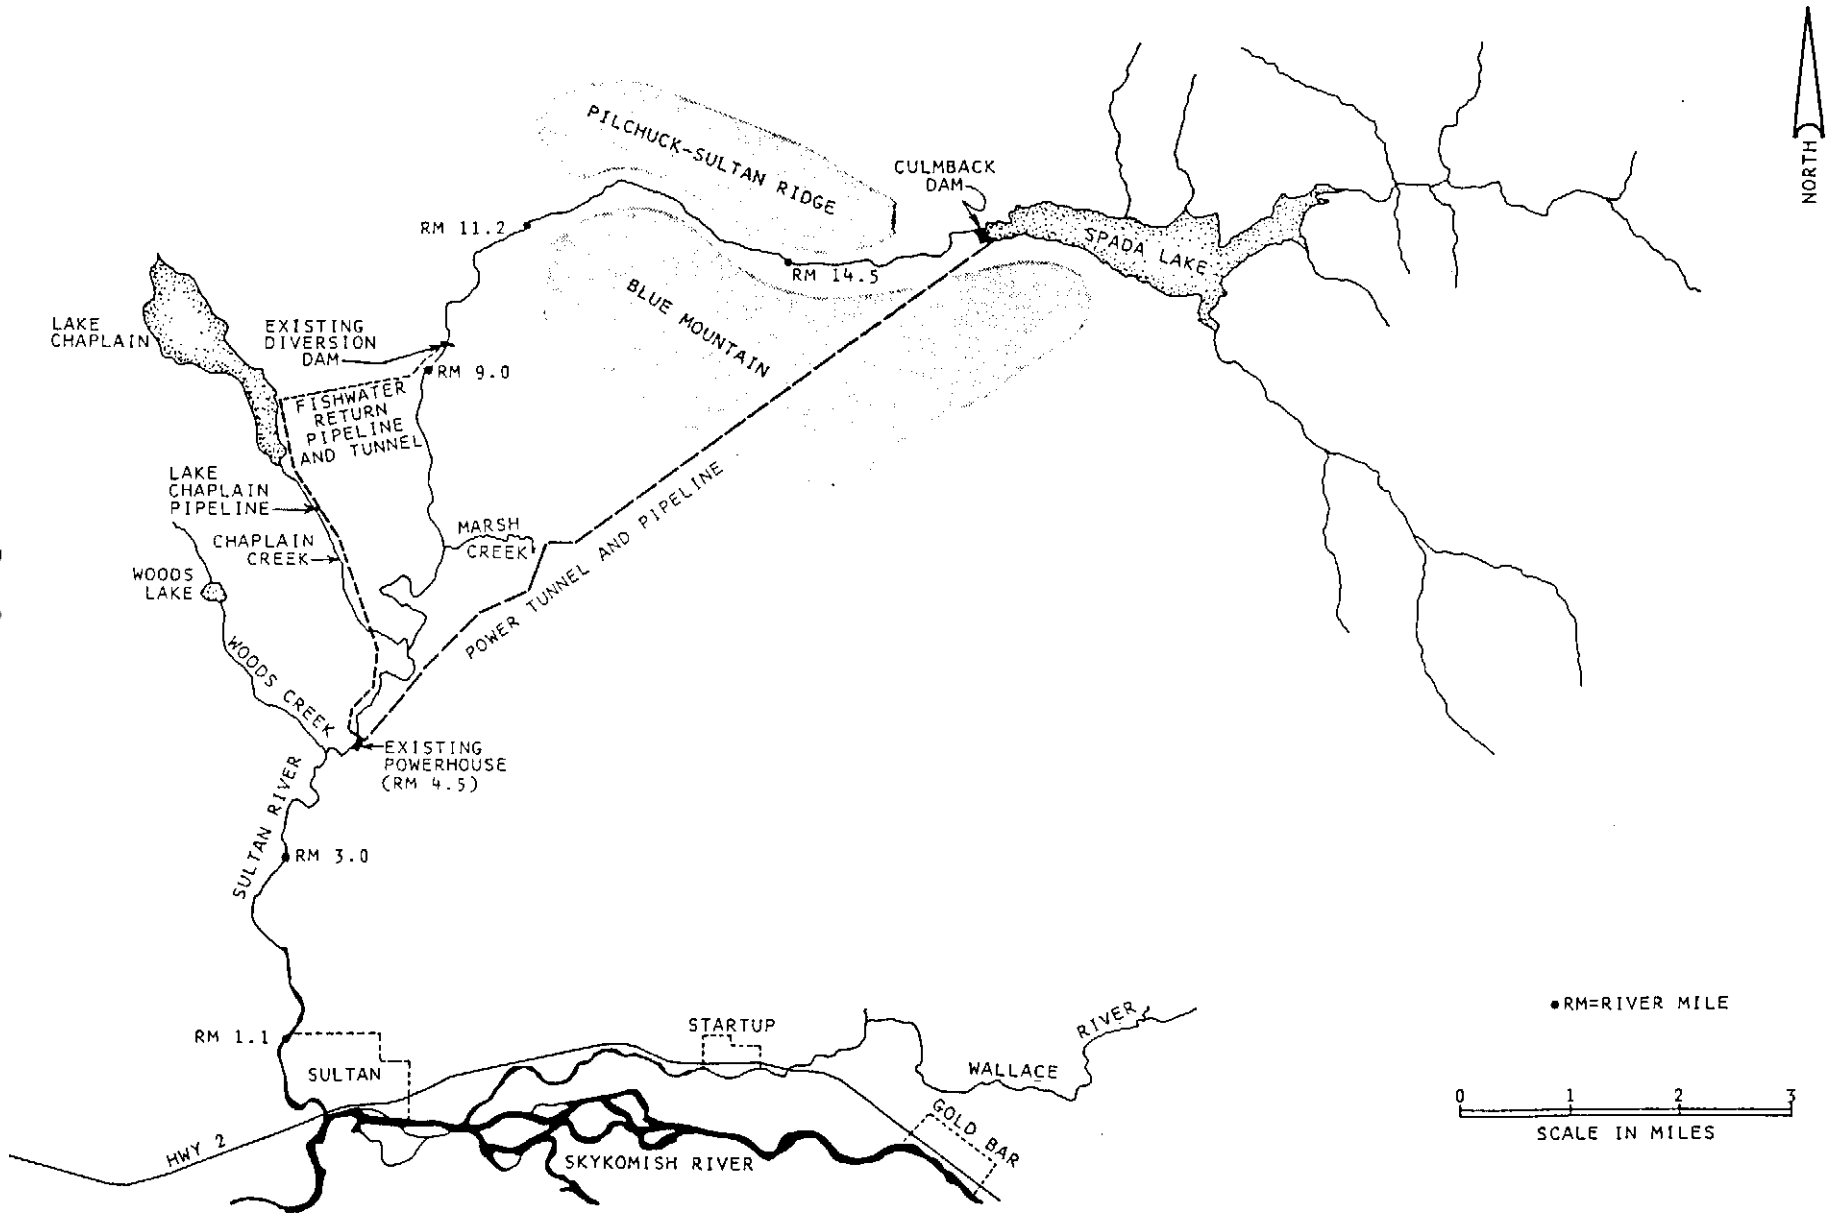 NORTH
PILCHUCK-SULTAN RIDGE
CULMBACK
DAM
RM 11.2
SPADA LAKE
RM 14.5
BLUE MOUNTAIN
LAKE
CHAPLAIN
EXISTING
DIVERSION
DAM
RM 9.0
FISHWATER
RETURN
PIPELINE
AND TUNNEL
LAKE
CHAPLAIN
PIPELINE
POWER TUNNEL AND PIPELINE
MARSH
CREEK
CHAPLAIN
CREEK
WOODS
LAKE
WOODS CREEK
EXISTING
POWERHOUSE
(RM 4.5)
SULTAN RIVER
RM 3.0
RM=RIVER MILE
RM 1.1
STARTUP
RIVER
SULTAN
WALLACE
GOLD BAR
HWY 2
SKYKOMISH RIVER
0 1 2 3
SCALE IN MILES